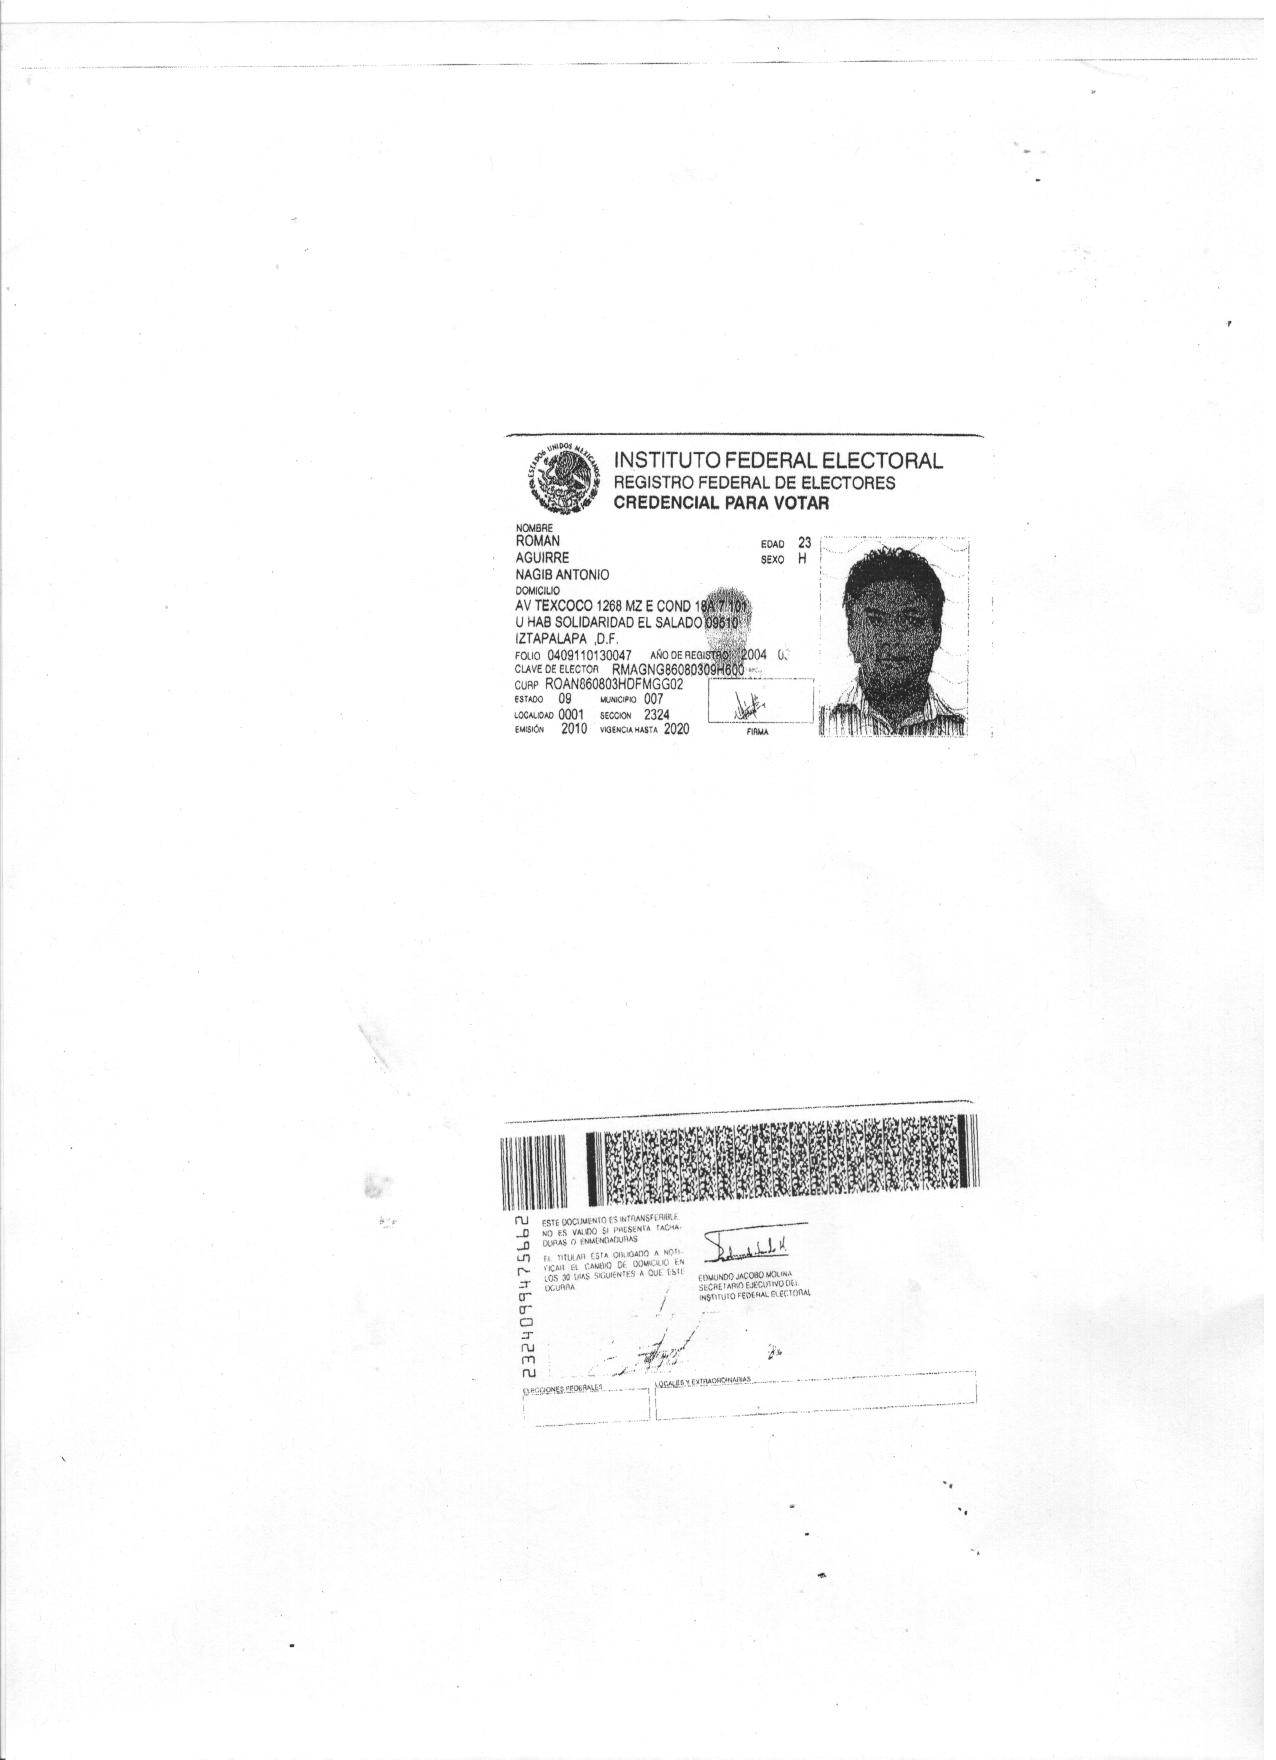 ESTADOS UNIDOS MEXICANOS
INSTITUTO FEDERAL ELECTORAL
REGISTRO FEDERAL DE ELECTORES
CREDENCIAL PARA VOTAR
NOMBRE
ROMAN
AGUIRRE
NAGIB ANTONIO
EDAD 23
SEXO H
DOMICILIO
AV TEXCOCO 1268 MZ E COND 18A 7 101
U HAB SOLIDARIDAD EL SALADO 09510
IZTAPALAPA ,D.F.
FOLIO 0409110130047 AÑO DE REGISTRO 2004
CLAVE DE ELECTOR RMAGNG86080309H600
CURP ROAN860803HDFMGG02
ESTADO 09 MUNICIPIO 007
LOCALIDAD 0001 SECCION 2324
EMISIÓN 2010 VIGENCIA HASTA 2020
FIRMA
ESTE DOCUMENTO ES INTRANSFERIBLE.
NO ES VALIDO SI PRESENTA TACHA-
DURAS O ENMENDADURAS
EL TITULAR ESTA OBLIGADO A NOTI-
FICAR EL CAMBIO DE DOMICILIO EN
LOS 30 DIAS SIGUIENTES A QUE ESTE
OCURRA
EDMUNDO JACOBO MOLINA
SECRETARIO EJECUTIVO DEL
INSTITUTO FEDERAL ELECTORAL
ELECCIONES FEDERALES
LOCALES Y EXTRAORDINARIAS